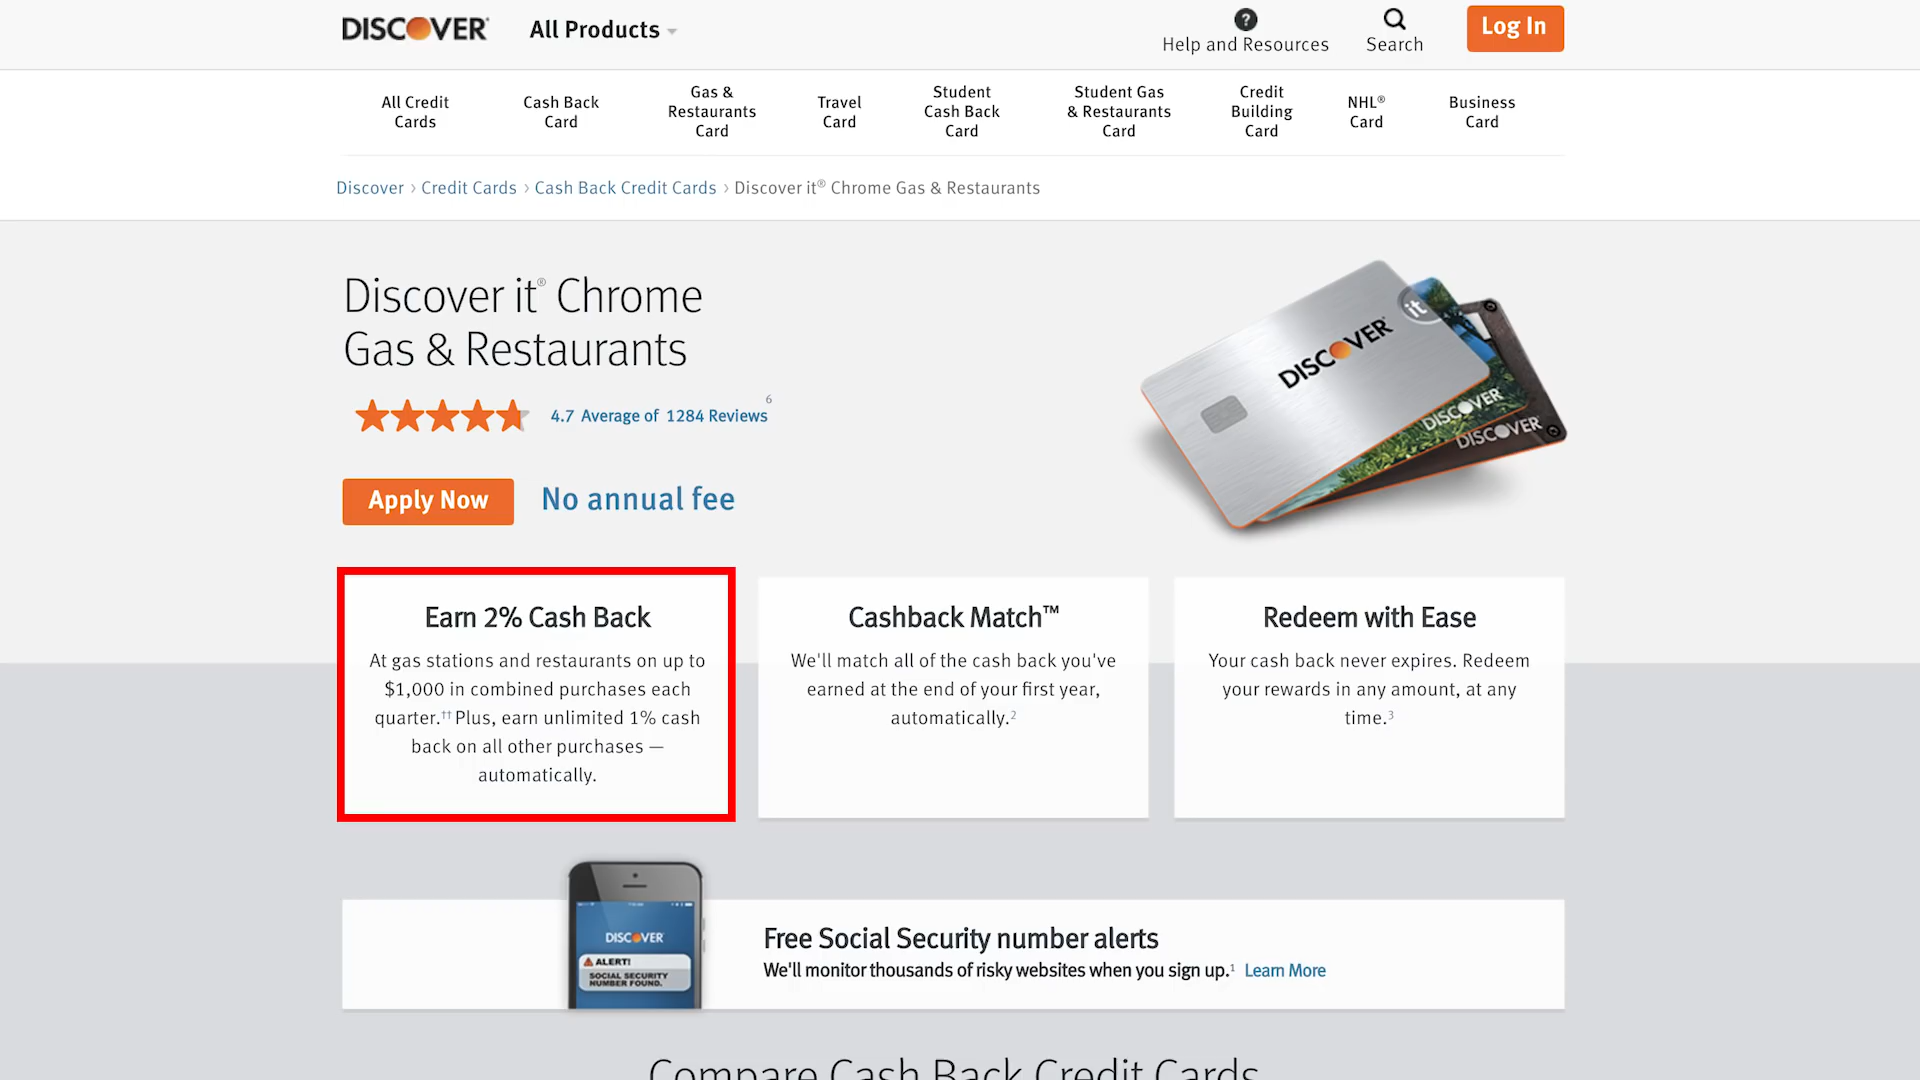 DISCOVER
All Products
Help and Resources
Search
Log In
All Credit
Cards
Cash Back
Card
Gas &
Restaurants
Card
Travel
Card
Student
Cash Back
Card
Student Gas
& Restaurants
Card
Credit
Building
Card
NHL®
Card
Business
Card
Discover › Credit Cards › Cash Back Credit Cards › Discover it® Chrome Gas & Restaurants
Discover it® Chrome
Gas & Restaurants
4.7 Average of 1284 Reviews 6
Apply Now
No annual fee
it
DISCOVER
DISCOVER
DISCOVER
Earn 2% Cash Back
At gas stations and restaurants on up to
$1,000 in combined purchases each
quarter.†† Plus, earn unlimited 1% cash
back on all other purchases —
automatically.
Cashback Match™
We'll match all of the cash back you've
earned at the end of your first year,
automatically.2
Redeem with Ease
Your cash back never expires. Redeem
your rewards in any amount, at any
time.3
DISCOVER
ALERT!
SOCIAL SECURITY
NUMBER FOUND.
Free Social Security number alerts
We'll monitor thousands of risky websites when you sign up.1 Learn More
Compare Cash Back Credit Cards